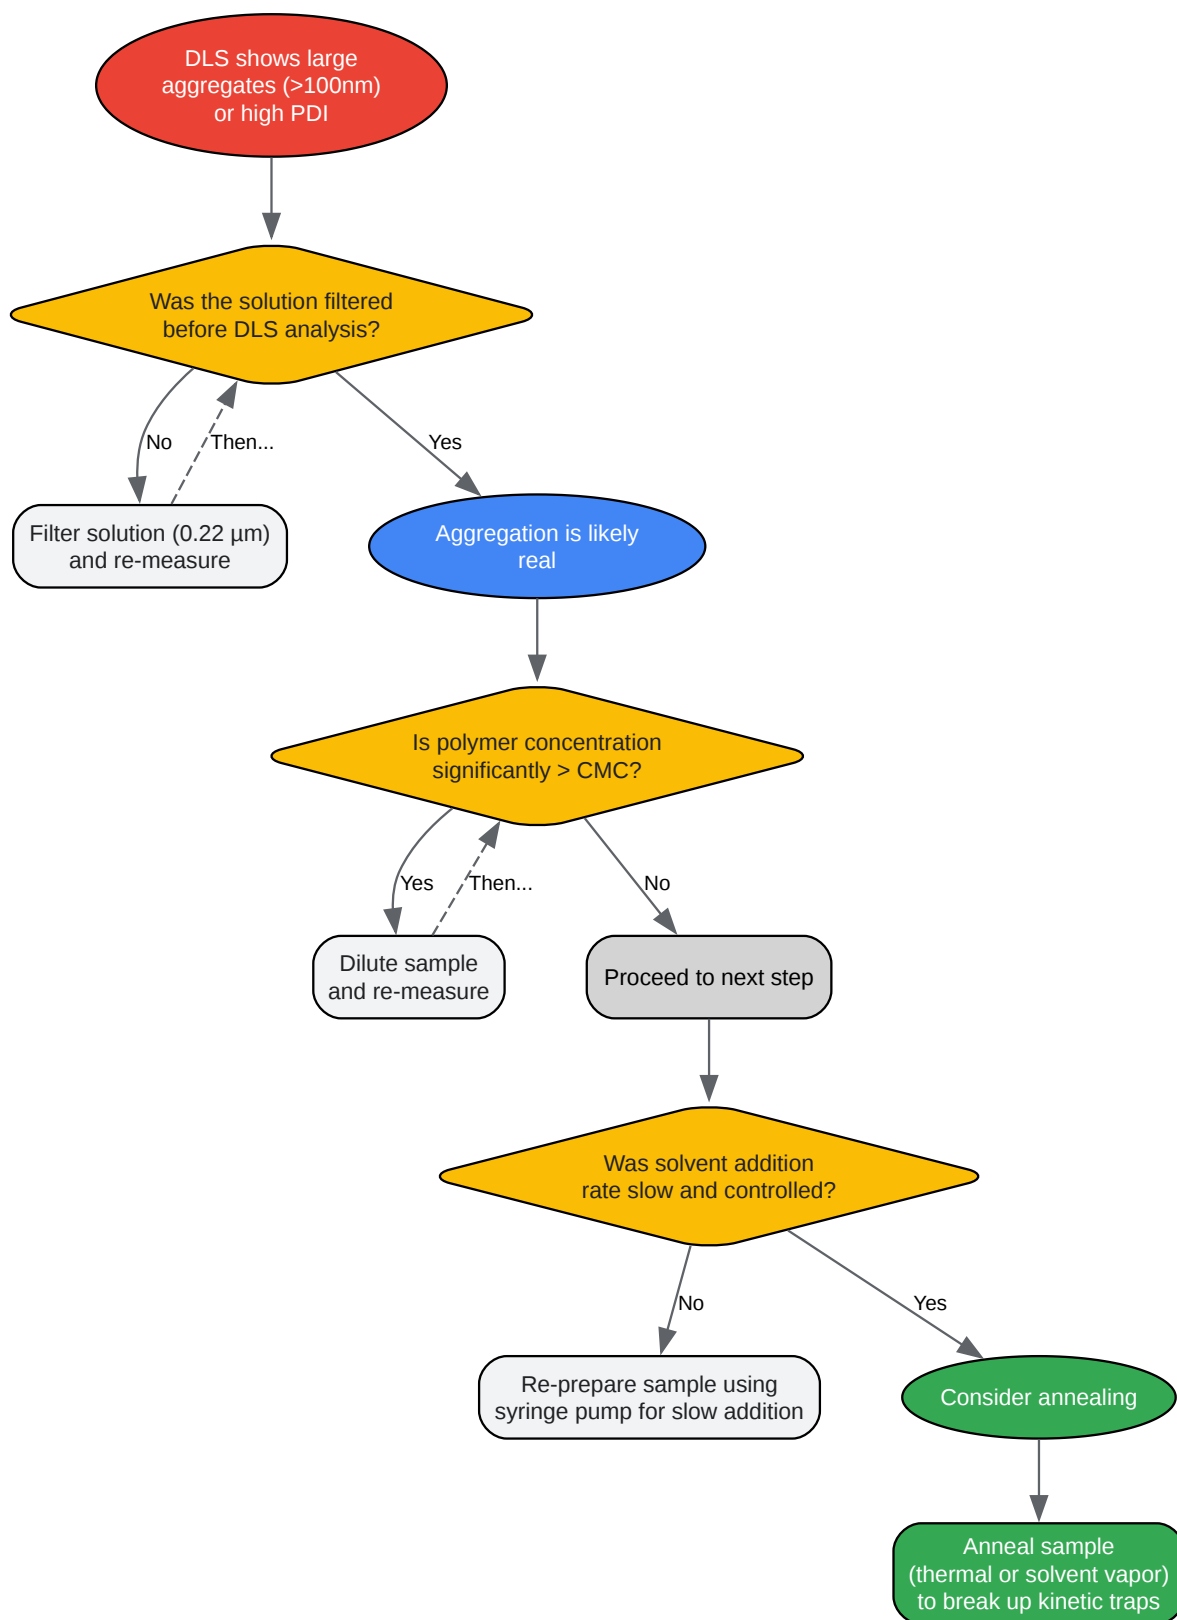 DLS shows large
aggregates (>100nm)
or high PDI
Was the solution filtered
before DLS analysis?
No
Then...
Yes
Filter solution (0.22 µm)
and re-measure
Aggregation is likely
real
Is polymer concentration
significantly > CMC?
Yes
Then...
No
Dilute sample
and re-measure
Proceed to next step
Was solvent addition
rate slow and controlled?
No
Yes
Re-prepare sample using
syringe pump for slow addition
Consider annealing
Anneal sample
(thermal or solvent vapor)
to break up kinetic traps